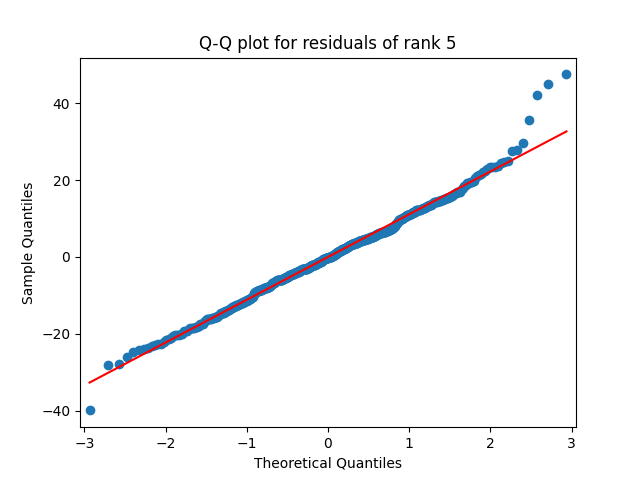 Q-Q plot for residuals of rank 5
40
20
0
−20
−40
Sample Quantiles
−3 −2 −1 0 1 2 3
Theoretical Quantiles